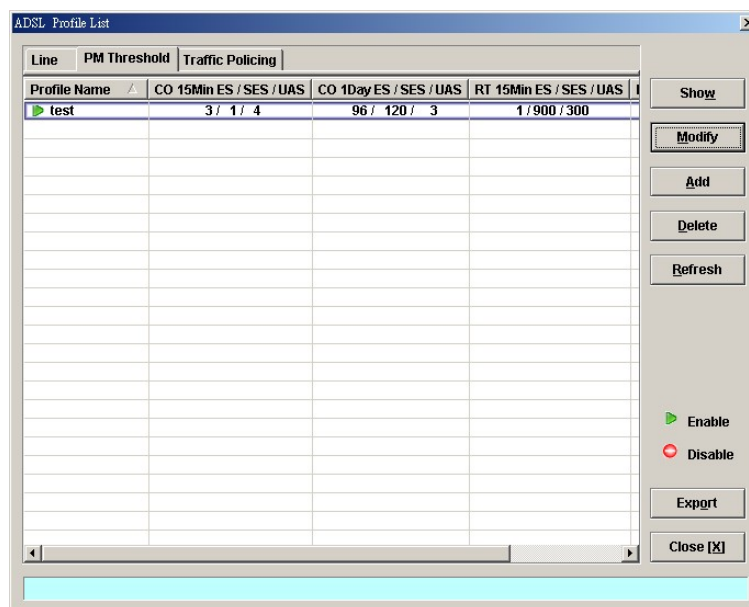 ADSL Profile List
Line PM Threshold Traffic Policing
Profile Name CO 15Min ES / SES / UAS CO 1Day ES / SES / UAS RT 15Min ES / SES / UAS
test 3 / 1 / 4 96 / 120 / 3 1 / 900 / 300
Show
Modify
Add
Delete
Refresh
Enable
Disable
Export
Close [X]